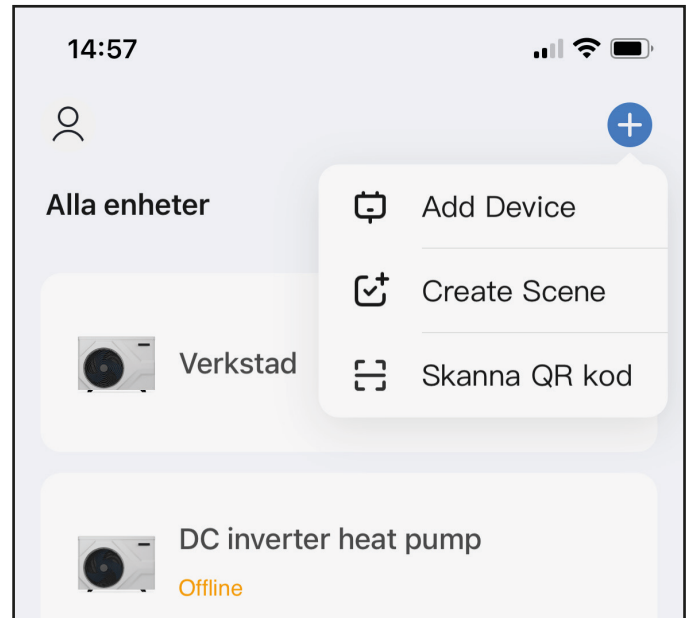 14:57
Alla enheter
Add Device
Create Scene
Skanna QR kod
Verkstad
DC inverter heat pump
Offline